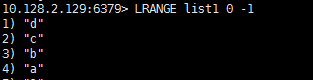 10.128.2.129:6379> LRANGE list1 0 -1
1) "d"
2) "c"
3) "b"
4) "a"